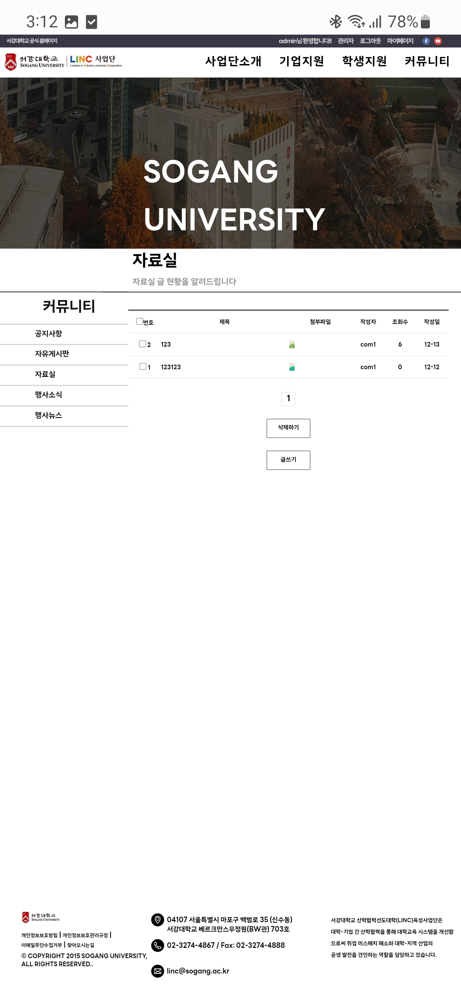 3:12
78%
서강대학교 공식 홈페이지
admin님 환영합니다!! 관리자 로그아웃 마이페이지
IHS
서강대학교
SOGANG UNIVERSITY
LINC 사업단
Leaders in INdustry-university Cooperation
사업단소개 기업지원 학생지원 커뮤니티
SOGANG UNIVERSITY
서강대학교
SOGANG
UNIVERSITY
자료실
자료실 글 현황을 알려드립니다
커뮤니티
공지사항
자유게시판
자료실
행사소식
행사뉴스
번호 제목 첨부파일 작성자 조회수 작성일
2 123 com1 6 12-13
1 123123 com1 0 12-12
1
삭제하기
글쓰기
서강대학교
SOGANG UNIVERSITY
개인정보보호방침 | 개인정보보호관리규정 |
이메일무단수집거부 | 찾아오시는길
© COPYRIGHT 2015 SOGANG UNIVERSITY,
ALL RIGHTS RESERVED..
04107 서울특별시 마포구 백범로 35 (신수동)
서강대학교 베르크만스우정원(BW관) 703호
02-3274-4867 / Fax: 02-3274-4888
linc@sogang.ac.kr
서강대학교 산학협력선도대학(LINC)육성사업단은
대학-기업 간 산학협력을 통해 대학교육 시스템을 개선함
으로써 취업 미스매치 해소와 대학-지역 산업의
공생 발전을 견인하는 역할을 담당하고 있습니다.